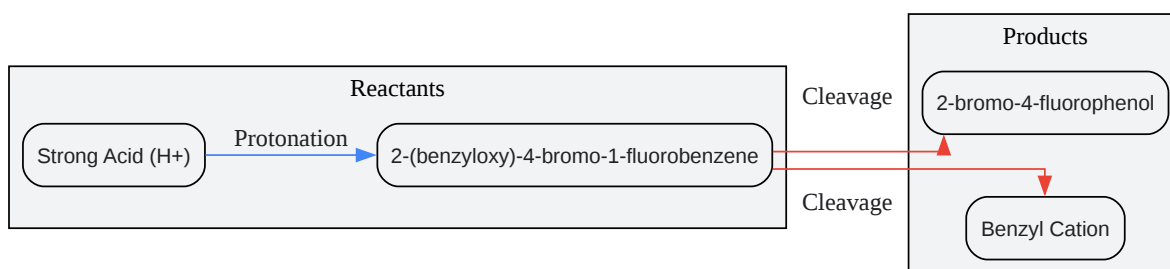 Products
Reactants
Cleavage
2-bromo-4-fluorophenol
Protonation
Strong Acid (H+)
2-(benzyloxy)-4-bromo-1-fluorobenzene
Cleavage
Benzyl Cation